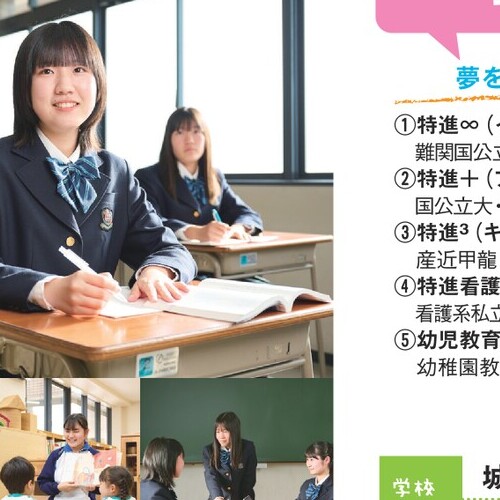 夢を
①特進∞（
難関国公立
②特進＋（
国公立大・
③特進³（キ
産近甲龍
④特進看護
看護系私立
⑤幼児教育
幼稚園教
学校
城